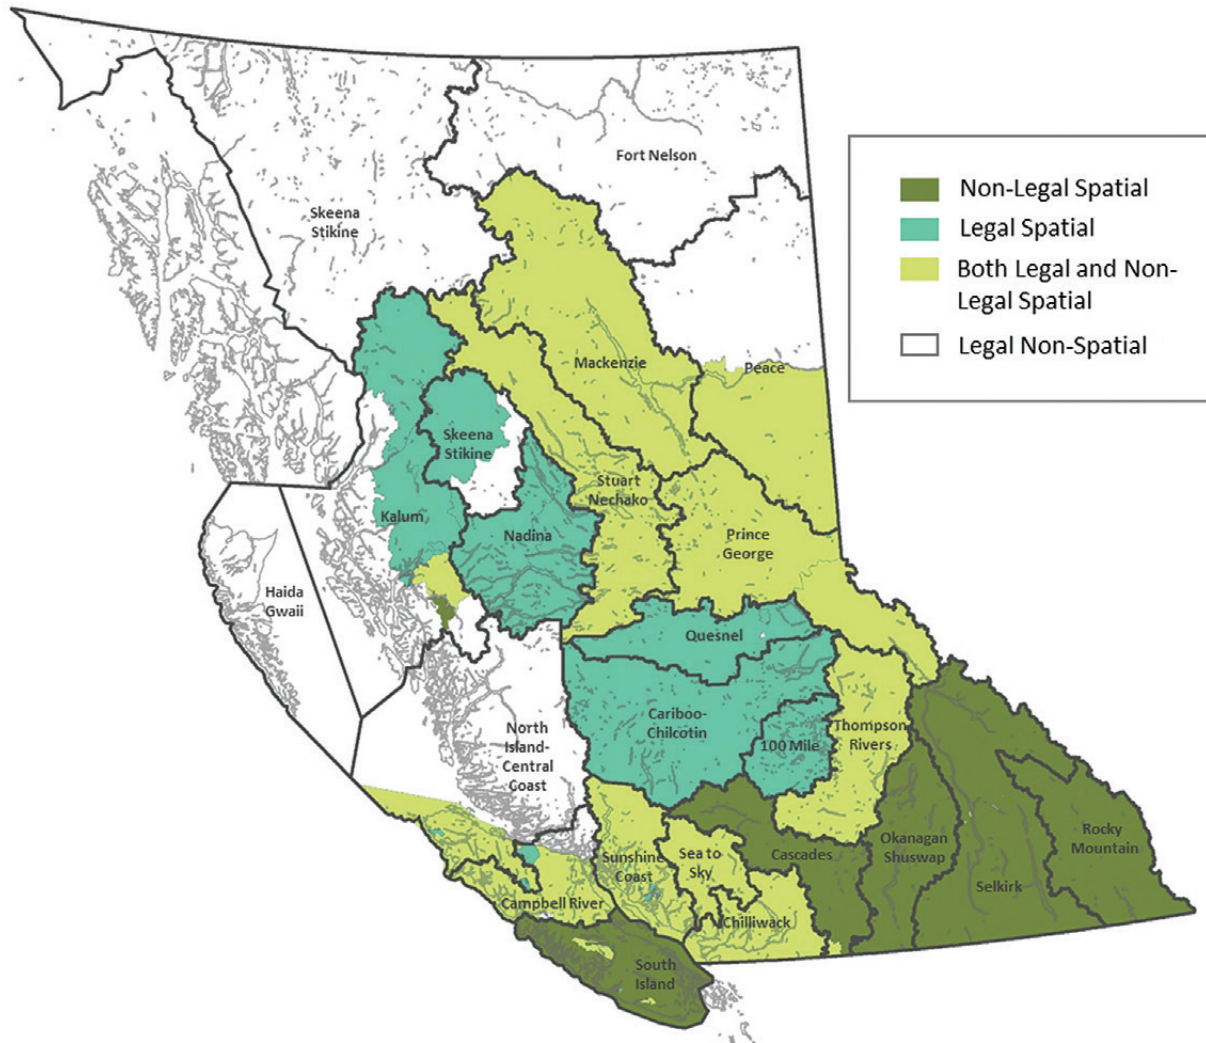 Non-Legal Spatial
Legal Spatial
Both Legal and Non-
Legal Spatial
Legal Non-Spatial
Fort Nelson
Skeena
Stikine
Mackenzie
Peace
Skeena
Stikine
Stuart
Nechako
Kalum
Nadina
Prince
George
Haida
Gwaii
Quesnel
Cariboo-
Chilcotin
100 Mile
Thompson
Rivers
North
Island-
Central
Coast
Okanagan
Shuswap
Rocky
Mountain
Cascades
Sunshine
Coast
Sea to
Sky
Selkirk
Campbell River
Chilliwack
South
Island